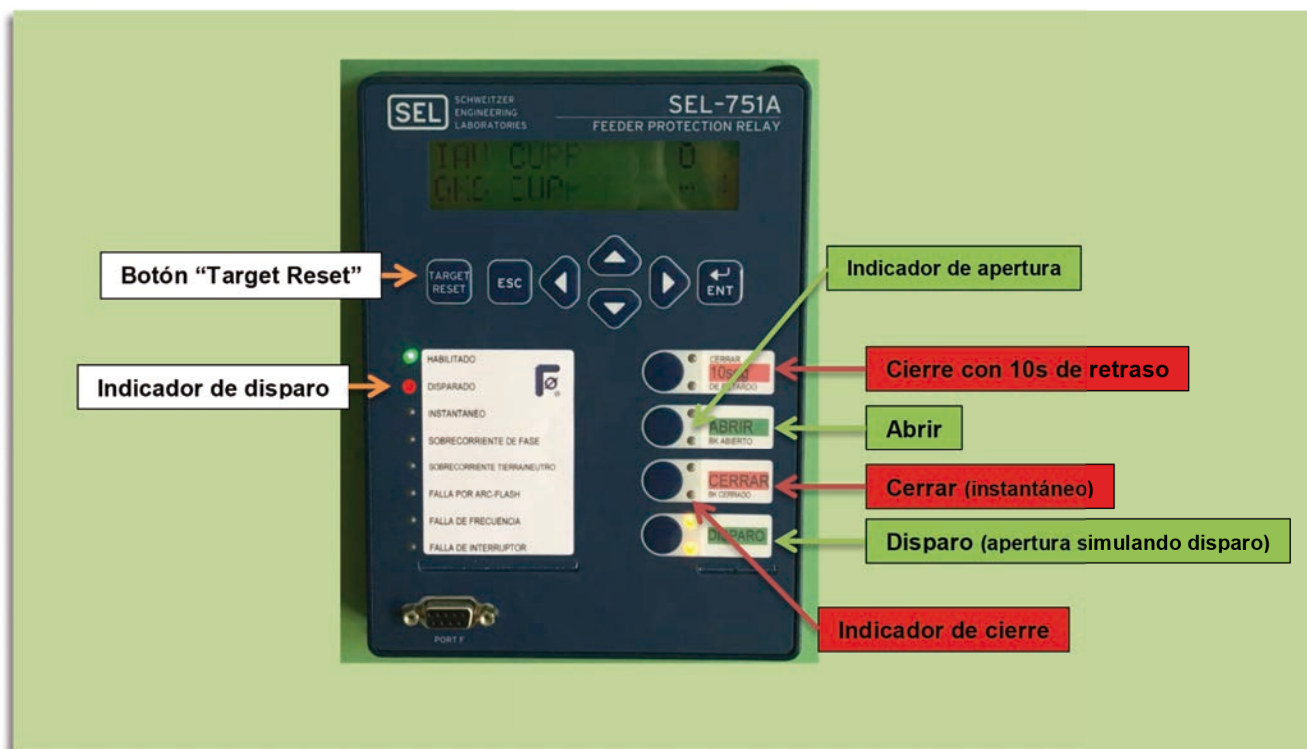 SEL
SCHWEITZER
ENGINEERING
LABORATORIES
SEL-751A
FEEDER PROTECTION RELAY
CURR 0
Botón “Target Reset”
TARGET
RESET
ESC
ENT
Indicador de apertura
Indicador de disparo
HABILITADO
DISPARADO
INSTANTANEO
SOBRECORRIENTE DE FASE
SOBRECORRIENTE TIERRA/NEUTRO
FALLA POR ARC-FLASH
FALLA DE FRECUENCIA
FALLA DE INTERRUPTOR
CERRAR
10seg
DE RETARDO
Cierre con 10s de retraso
ABRIR
BK ABIERTO
Abrir
CERRAR
BK CERRADO
Cerrar (instantáneo)
DISPARO
Disparo (apertura simulando disparo)
Indicador de cierre
PORT F